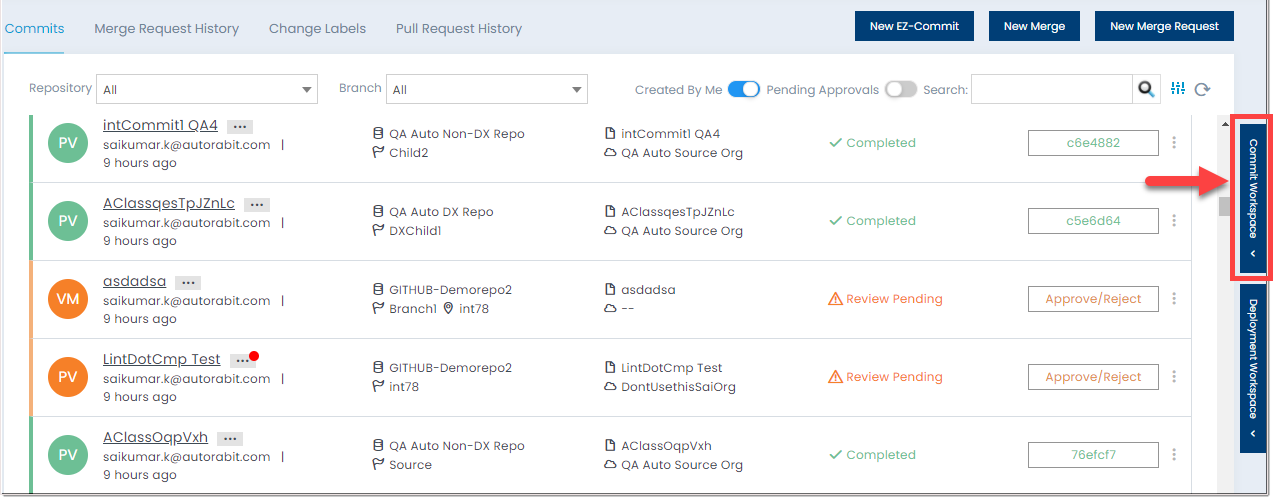 Commits Merge Request History Change Labels Pull Request History New EZ-Commit New Merge New Merge Request
Repository All Branch All Created By Me Pending Approvals Search:
PV intCommit1 QA4 ...
saikumar.k@autorabit.com |
9 hours ago
QA Auto Non-DX Repo
Child2
intCommit1 QA4
QA Auto Source Org
Completed
c6e4882
PV AClassqesTpJZnLc ...
saikumar.k@autorabit.com |
9 hours ago
QA Auto DX Repo
DXChild1
AClassqesTpJZnLc
QA Auto Source Org
Completed
c5e6d64
VM asdadsa ...
saikumar.k@autorabit.com |
9 hours ago
GITHUB-Demorepo2
Branch1 int78
asdadsa
--
Review Pending
Approve/Reject
PV LintDotCmp Test ...
saikumar.k@autorabit.com |
9 hours ago
GITHUB-Demorepo2
int78
LintDotCmp Test
DontUsethisSaiOrg
Review Pending
Approve/Reject
PV AClassOqpVxh ...
saikumar.k@autorabit.com |
9 hours ago
QA Auto Non-DX Repo
Source
AClassOqpVxh
QA Auto Source Org
Completed
76efcf7
Commit Workspace
Deployment Workspace